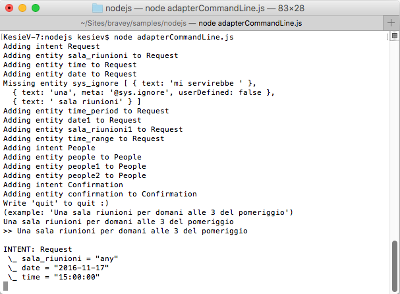 nodejs — node adapterCommandLine.js — 83×28
~/Sites/bravey/samples/nodejs — node adapterCommandLine.js
KesieV-7:nodejs kesiev$ node adapterCommandLine.js
Adding intent Request
Adding entity sala_riunioni to Request
Adding entity time to Request
Adding entity date to Request
Missing entity sys_ignore [ { text: 'mi servirebbe ' },
{ text: 'una', meta: '@sys.ignore', userDefined: false },
{ text: ' sala riunioni' } ]
Adding entity time_period to Request
Adding entity date1 to Request
Adding entity sala_riunioni1 to Request
Adding entity time_range to Request
Adding intent People
Adding entity people to People
Adding entity people1 to People
Adding entity people2 to People
Adding intent Confirmation
Adding entity confirmation to Confirmation
Write 'quit' to quit :)
(example: 'Una sala riunioni per domani alle 3 del pomeriggio')
Una sala riunioni per domani alle 3 del pomeriggio
>> Una sala riunioni per domani alle 3 del pomeriggio
INTENT: Request
\_ sala_riunioni = "any"
\_ date = "2016-11-17"
\_ time = "15:00:00"